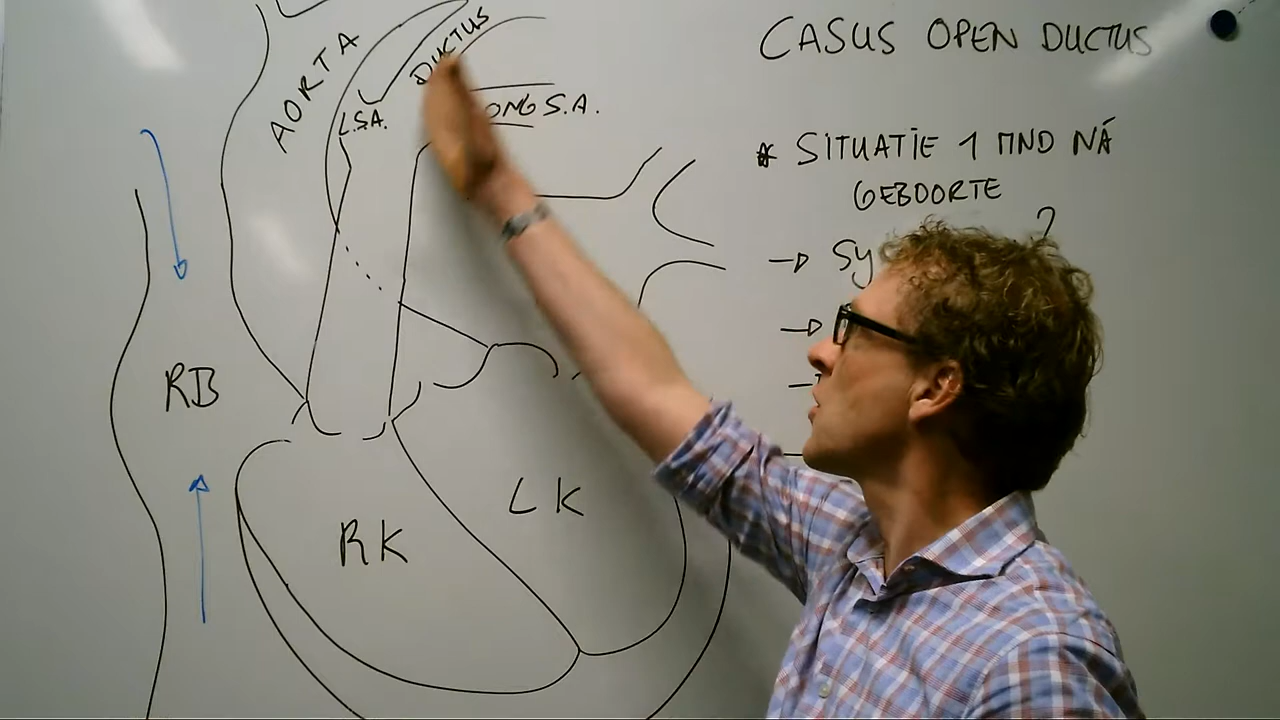 CASUS OPEN DUCTUS
* SITUATIE 1 MND NÁ
GEBOORTE
?
→ Sy
→
AORTA
DUCTUS
L.S.A.
ONG S.A.
RB
RK
LK